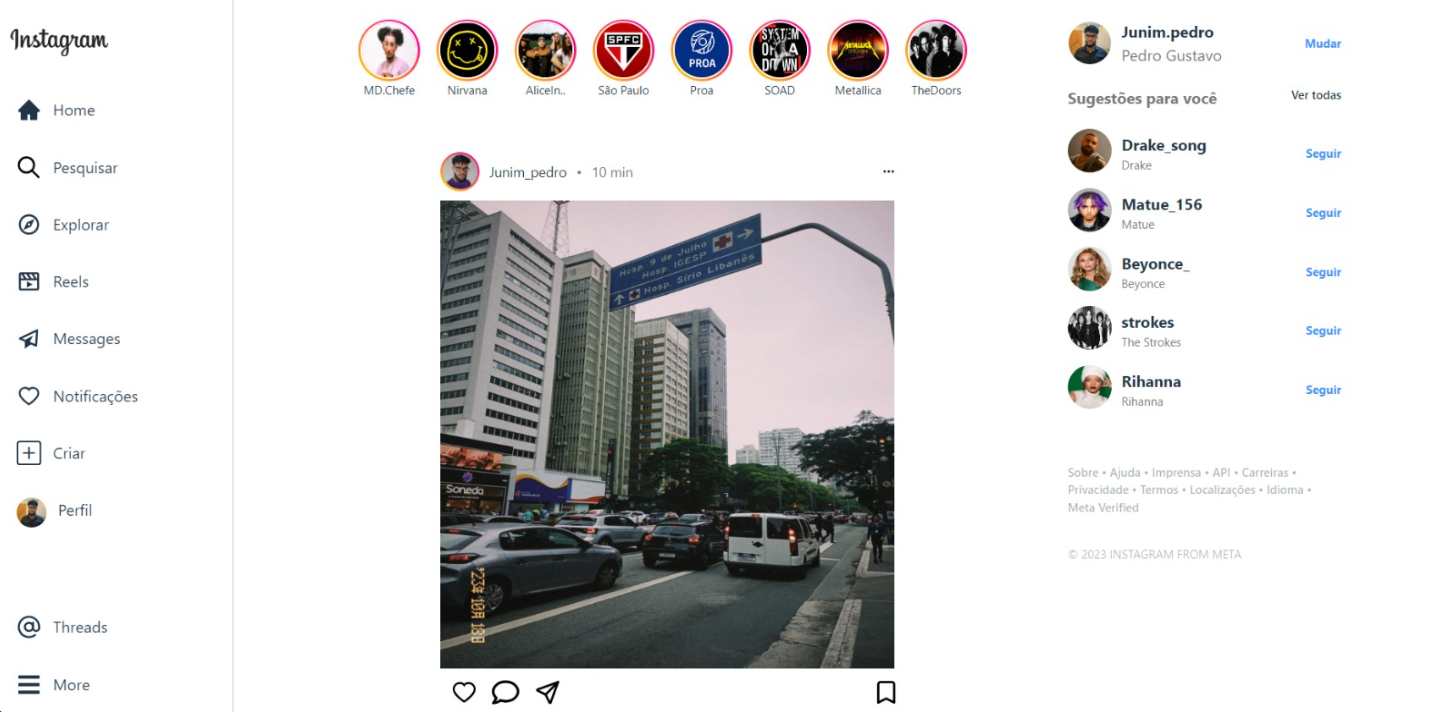 Instagram
Home
Pesquisar
Explorar
Reels
Messages
Notificações
Criar
Perfil
Threads
More
SPFC
PROA
SYSTEM
OF A
DOWN
METALLICA
MD.Chefe
Nirvana
AliceIn..
São Paulo
Proa
SOAD
Metallica
TheDoors
Junim_pedro • 10 min
Hosp. 9 de Julho
Hosp. IGESP
Hosp. Sírio Libanês
Soneda
Junim.pedro
Pedro Gustavo
Mudar
Sugestões para você
Ver todas
Drake_song
Drake
Seguir
Matue_156
Matue
Seguir
Beyonce_
Beyonce
Seguir
strokes
The Strokes
Seguir
Rihanna
Rihanna
Seguir
Sobre • Ajuda • Imprensa • API • Carreiras •
Privacidade • Termos • Localizações • Idioma •
Meta Verified
© 2023 INSTAGRAM FROM META